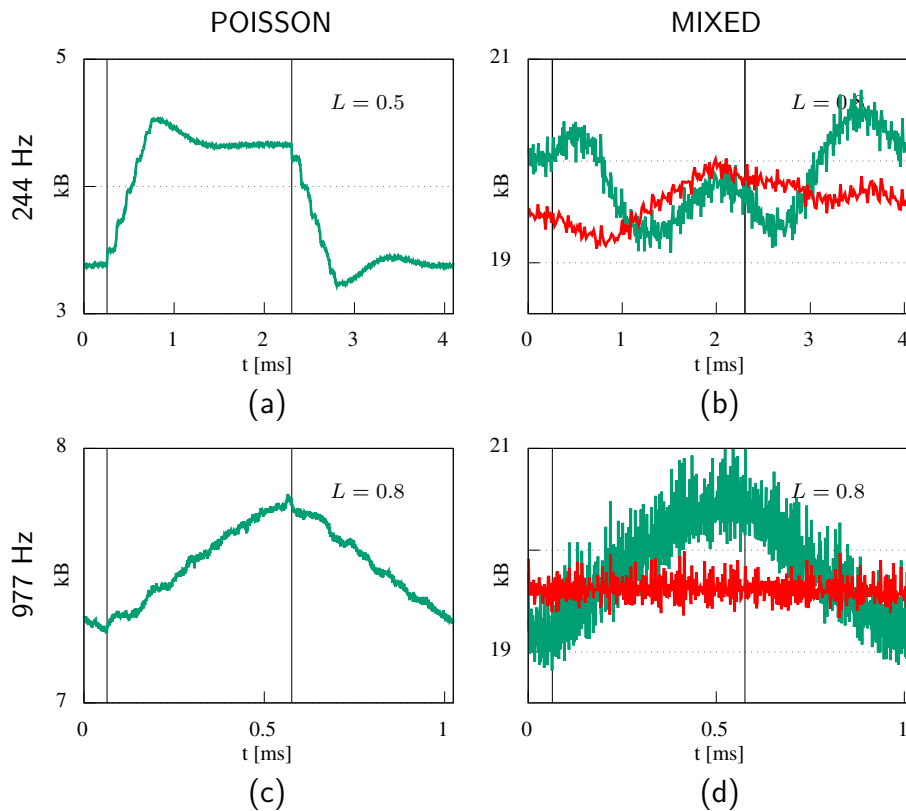 POISSON
MIXED
244 Hz
5
kB
3
L = 0.5
0 1 2 3 4
t [ms]
(a)
21
kB
19
L = 0.8
0 1 2 3 4
t [ms]
(b)
977 Hz
8
kB
7
L = 0.8
0 0.5 1
t [ms]
(c)
21
kB
19
L = 0.8
0 0.5 1
t [ms]
(d)